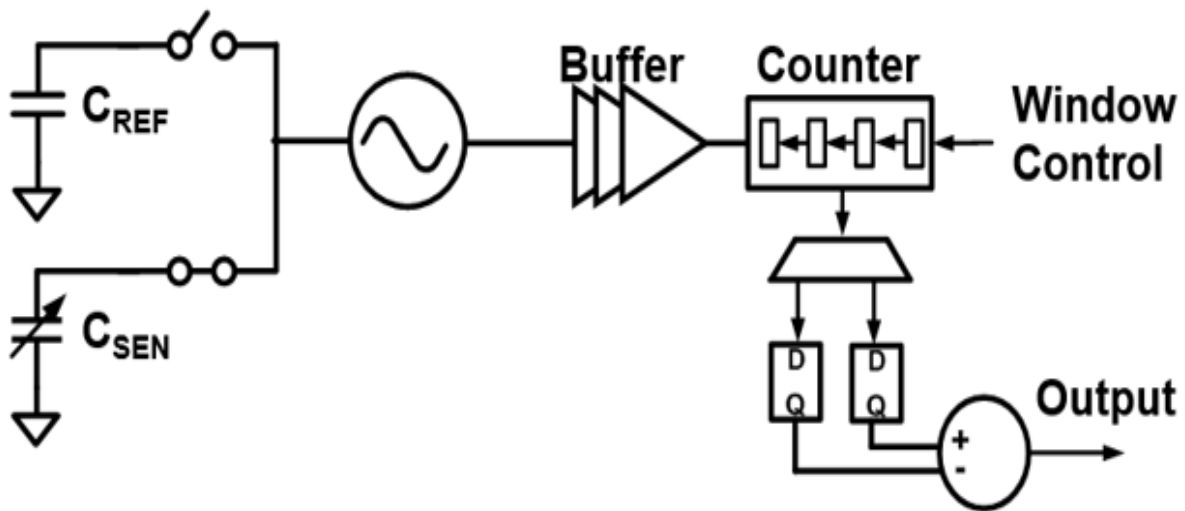 Buffer
Counter
Window
Control
C_REF
C_SEN
D
Q
D
Q
+
-
Output